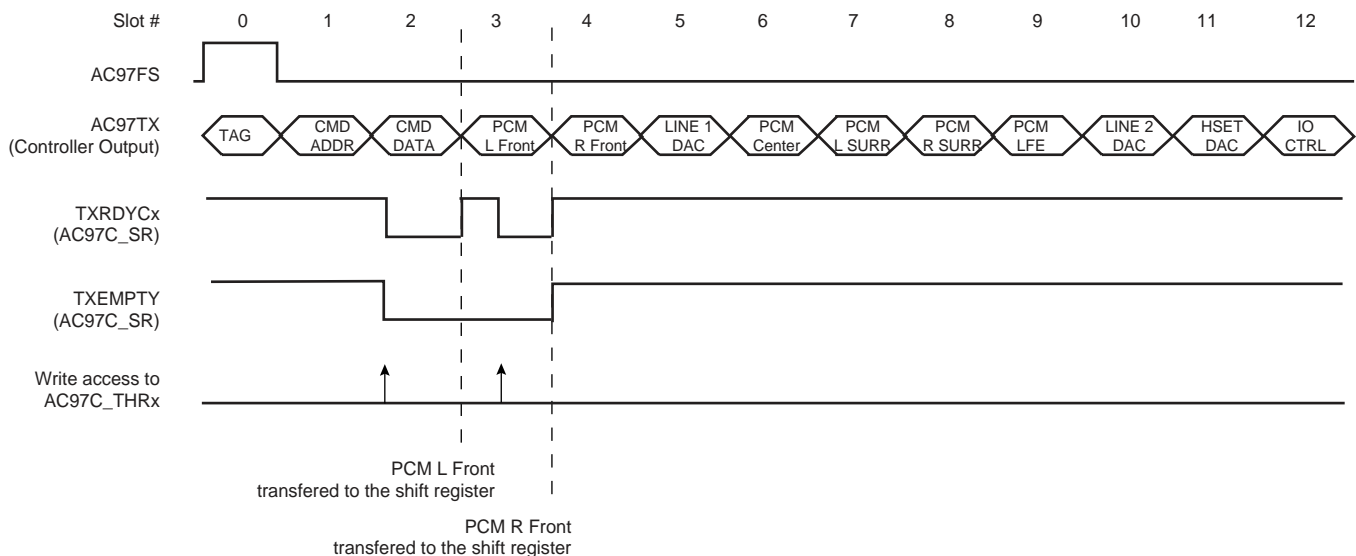 Slot # 0 1 2 3 4 5 6 7 8 9 10 11 12
AC97FS
AC97TX
(Controller Output)
TAG
CMD
ADDR
CMD
DATA
PCM
L Front
PCM
R Front
LINE 1
DAC
PCM
Center
PCM
L SURR
PCM
R SURR
PCM
LFE
LINE 2
DAC
HSET
DAC
IO
CTRL
TXRDYCx
(AC97C_SR)
TXEMPTY
(AC97C_SR)
Write access to
AC97C_THRx
PCM L Front
transfered to the shift register
PCM R Front
transfered to the shift register